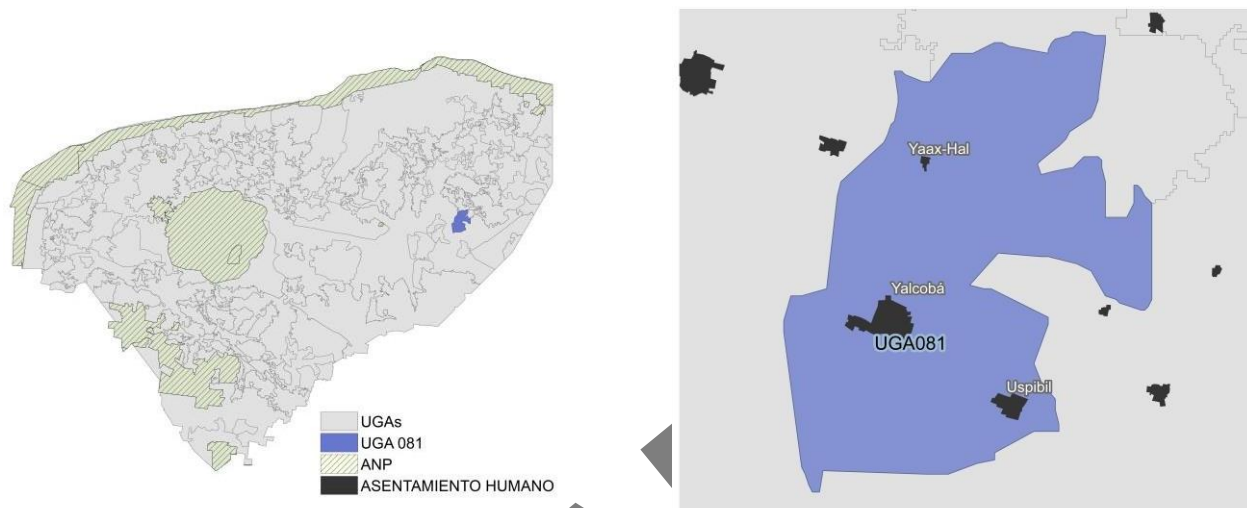 UGAs
UGA 081
ANP
ASENTAMIENTO HUMANO
Yaax-Hal
Yalcobá
UGA081
Uspibil